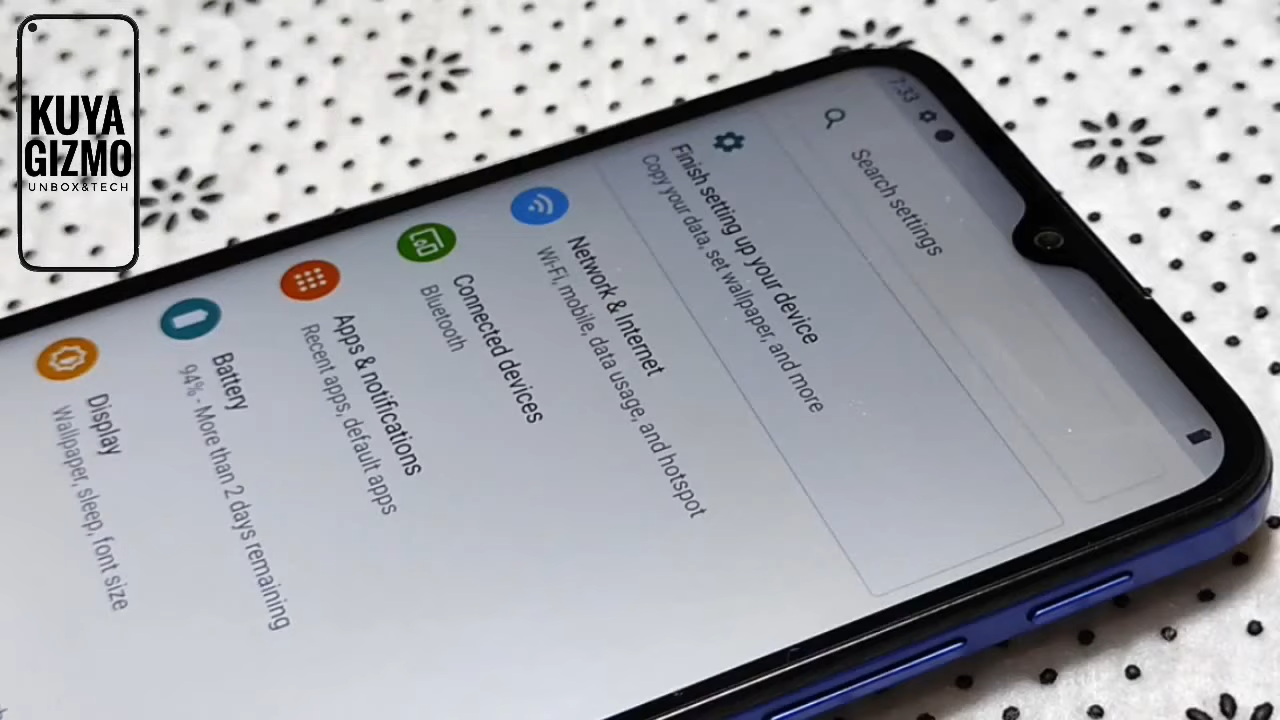 KUYA
GIZMO
UNBOX&TECH
7:33
Search settings
Finish setting up your device
Copy your data, set wallpaper, and more
Network & Internet
Wi-Fi, mobile, data usage, and hotspot
Connected devices
Bluetooth
Apps & notifications
Recent apps, default apps
Battery
94% - More than 2 days remaining
Display
Wallpaper, sleep, font size